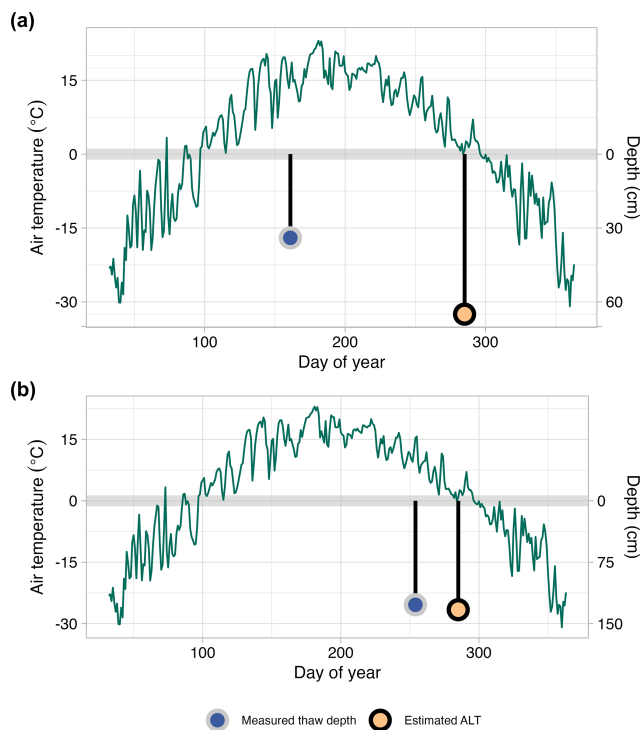 (a)
Air temperature (°C)
15
0
-15
-30
0
30
60
Depth (cm)
100
200
300
Day of year
(b)
Air temperature (°C)
15
0
-15
-30
0
75
150
Depth (cm)
100
200
300
Day of year
Measured thaw depth
Estimated ALT